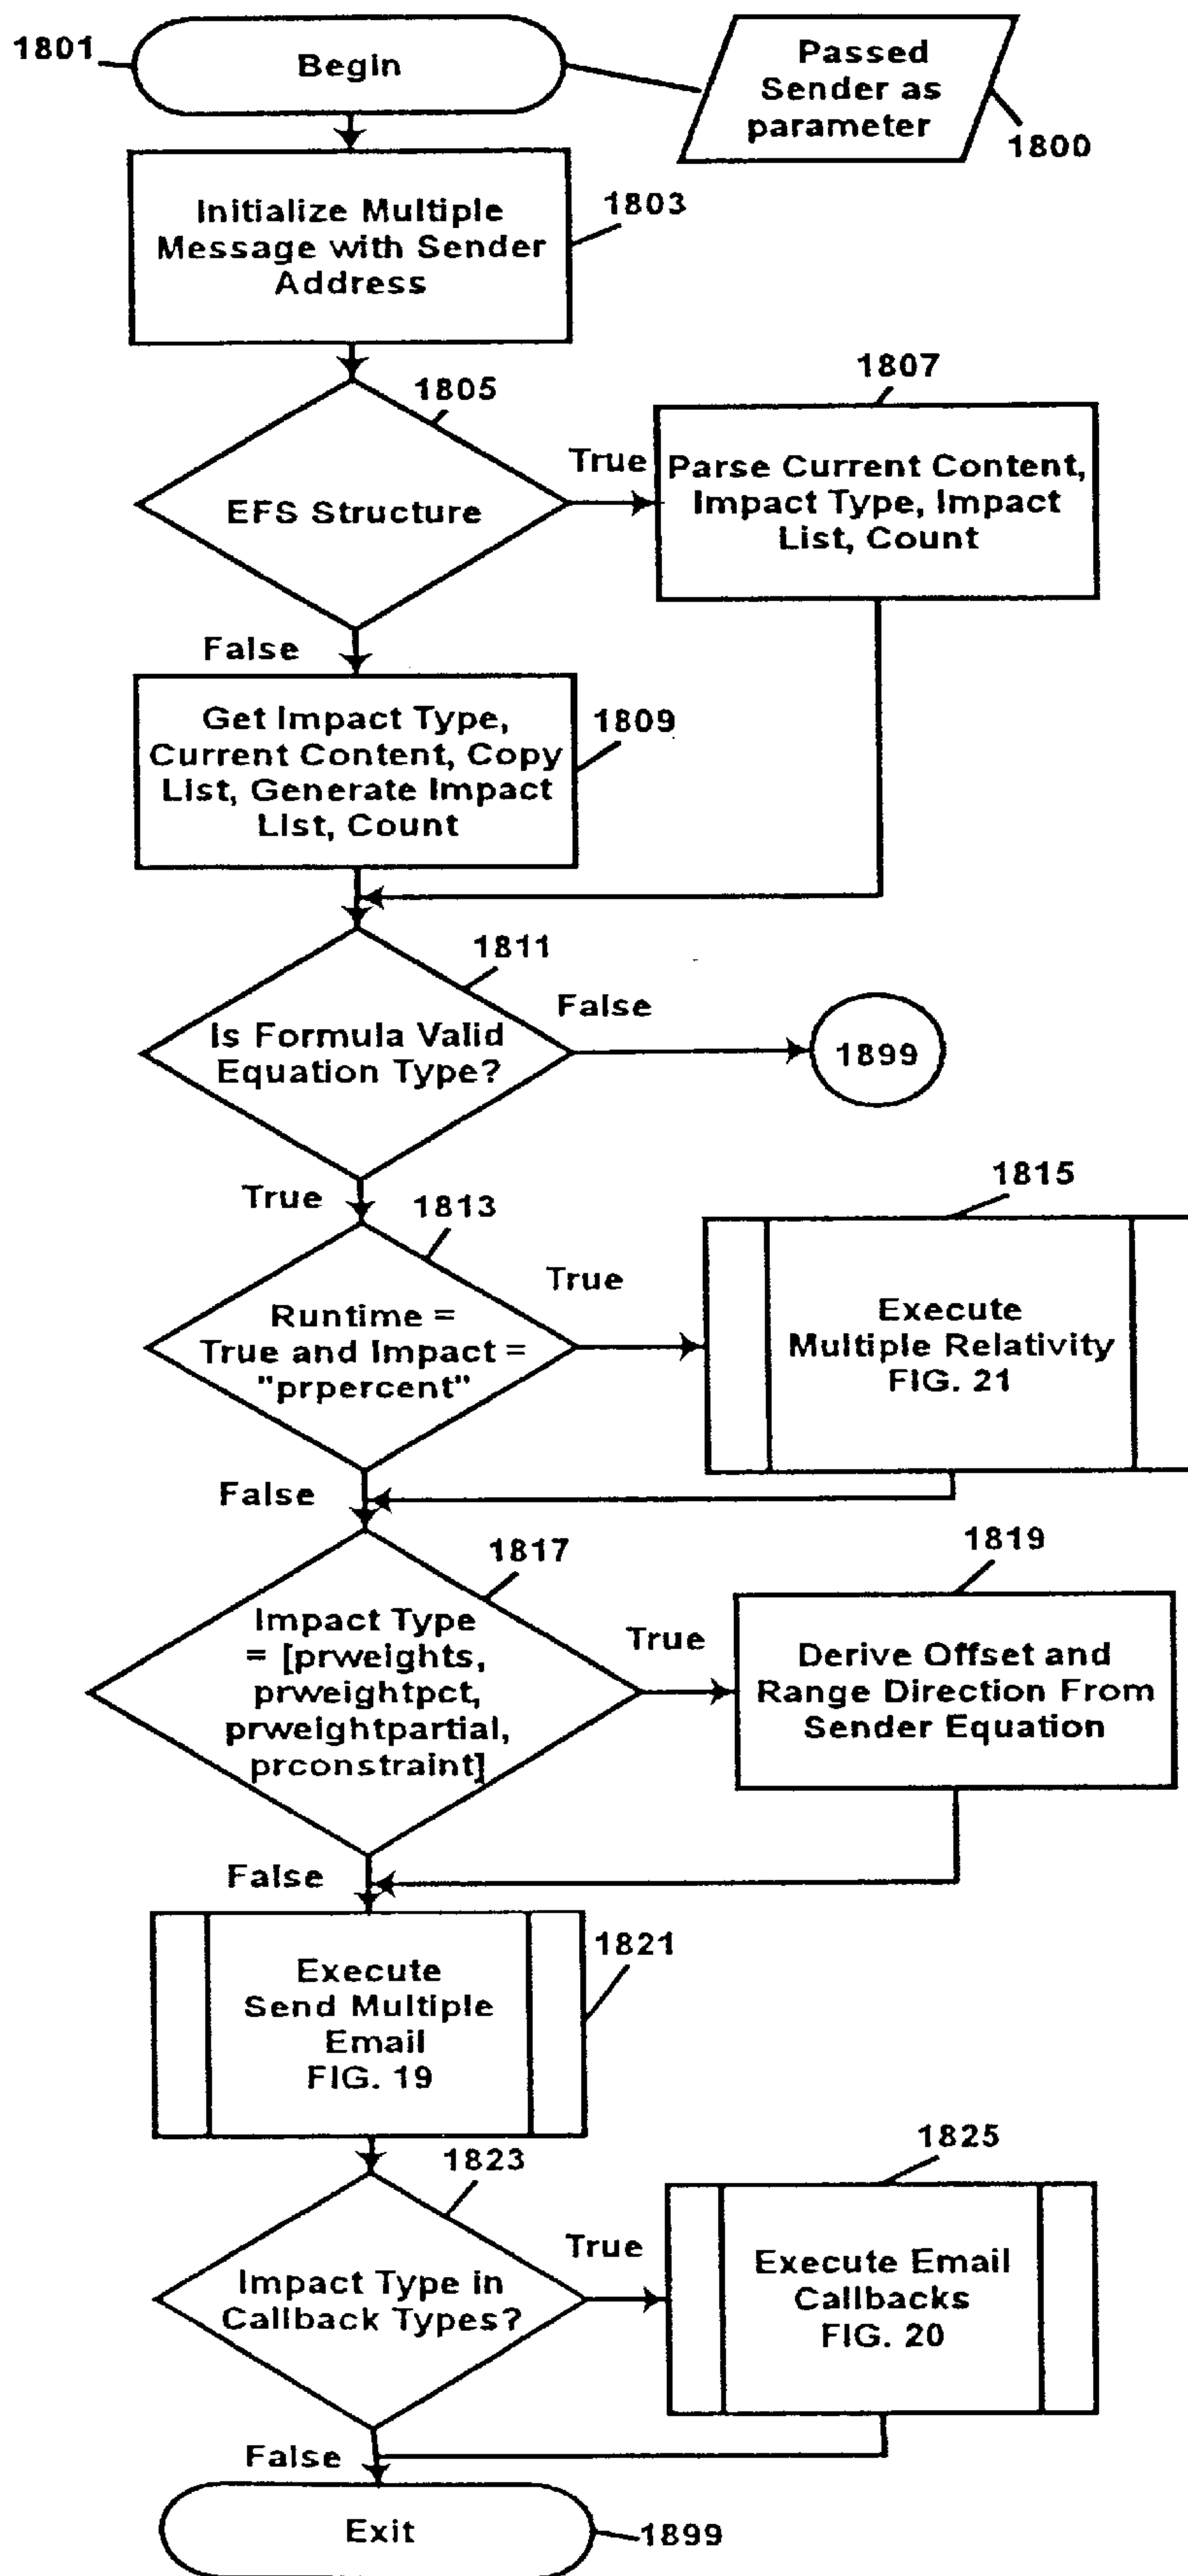 1801
Begin
Passed
Sender as
parameter
1800
Initialize Multiple
Message with Sender
Address
1803
1805
EFS Structure
True
1807
Parse Current Content,
Impact Type, Impact
List, Count
False
Get Impact Type,
Current Content, Copy
List, Generate Impact
List, Count
1809
1811
Is Formula Valid
Equation Type?
False
1899
True
1813
Runtime =
True and Impact =
"prpercent"
True
1815
Execute
Multiple Relativity
FIG. 21
False
1817
Impact Type
= [prweights,
prweightpct,
prweightpartial,
prconstraint]
True
1819
Derive Offset and
Range Direction From
Sender Equation
False
Execute
Send Multiple
Email
FIG. 19
1821
1823
Impact Type in
Callback Types?
True
1825
Execute Email
Callbacks
FIG. 20
False
Exit
1899